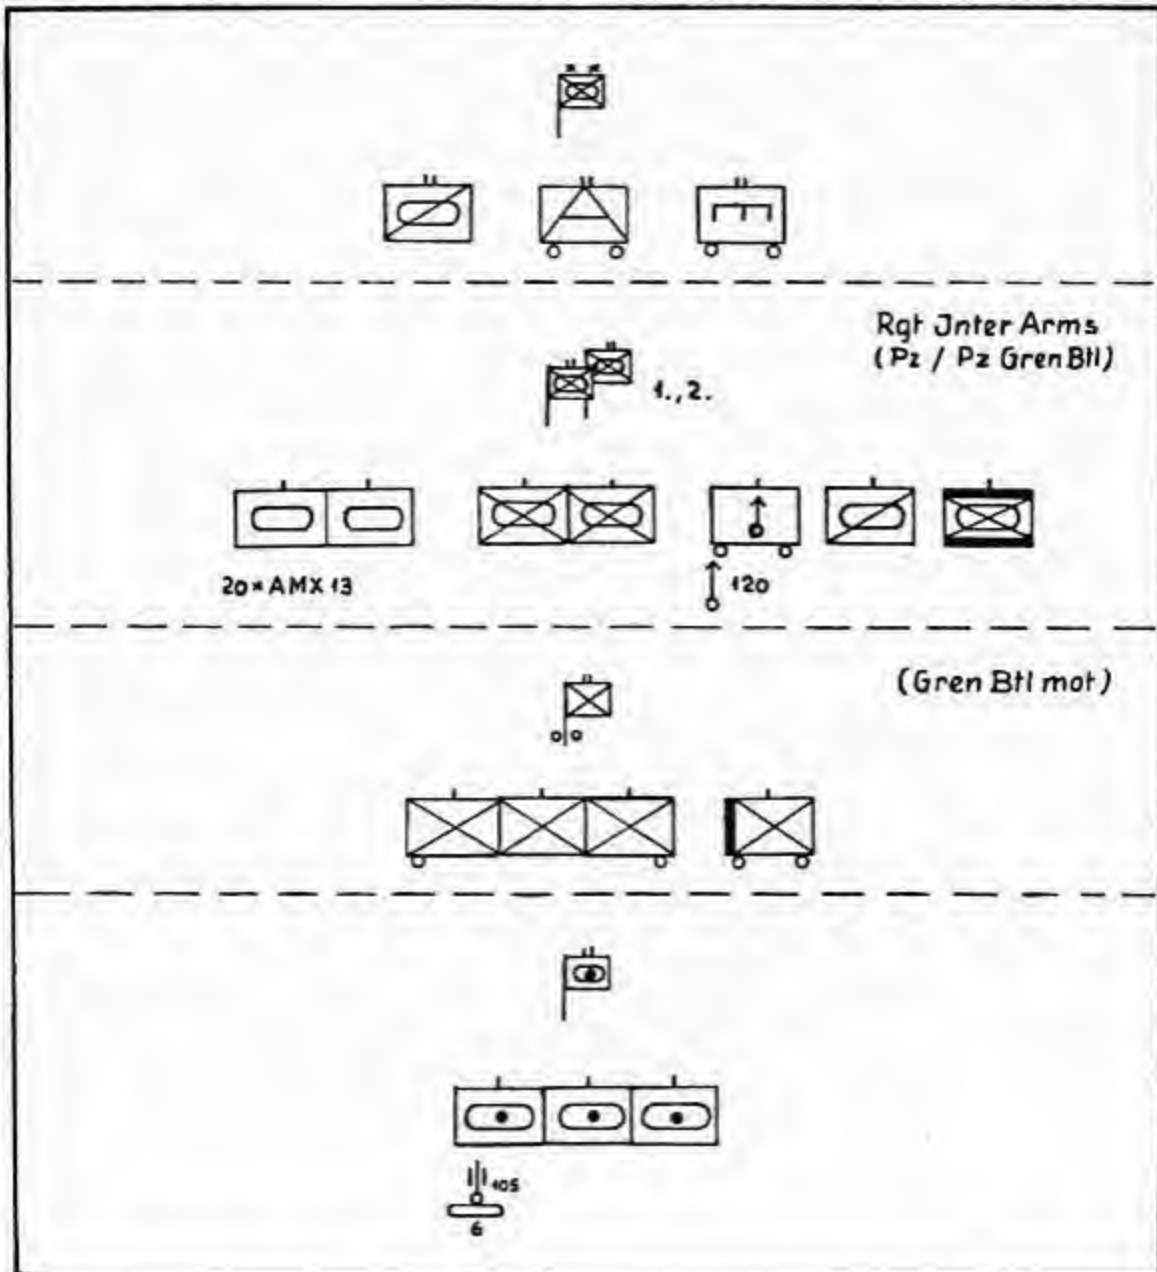 Rgt Jnter Arms
(Pz / Pz Gren Btl)
1.,2.
20×AMX 13
120
(Gren Btl mot)
105
6